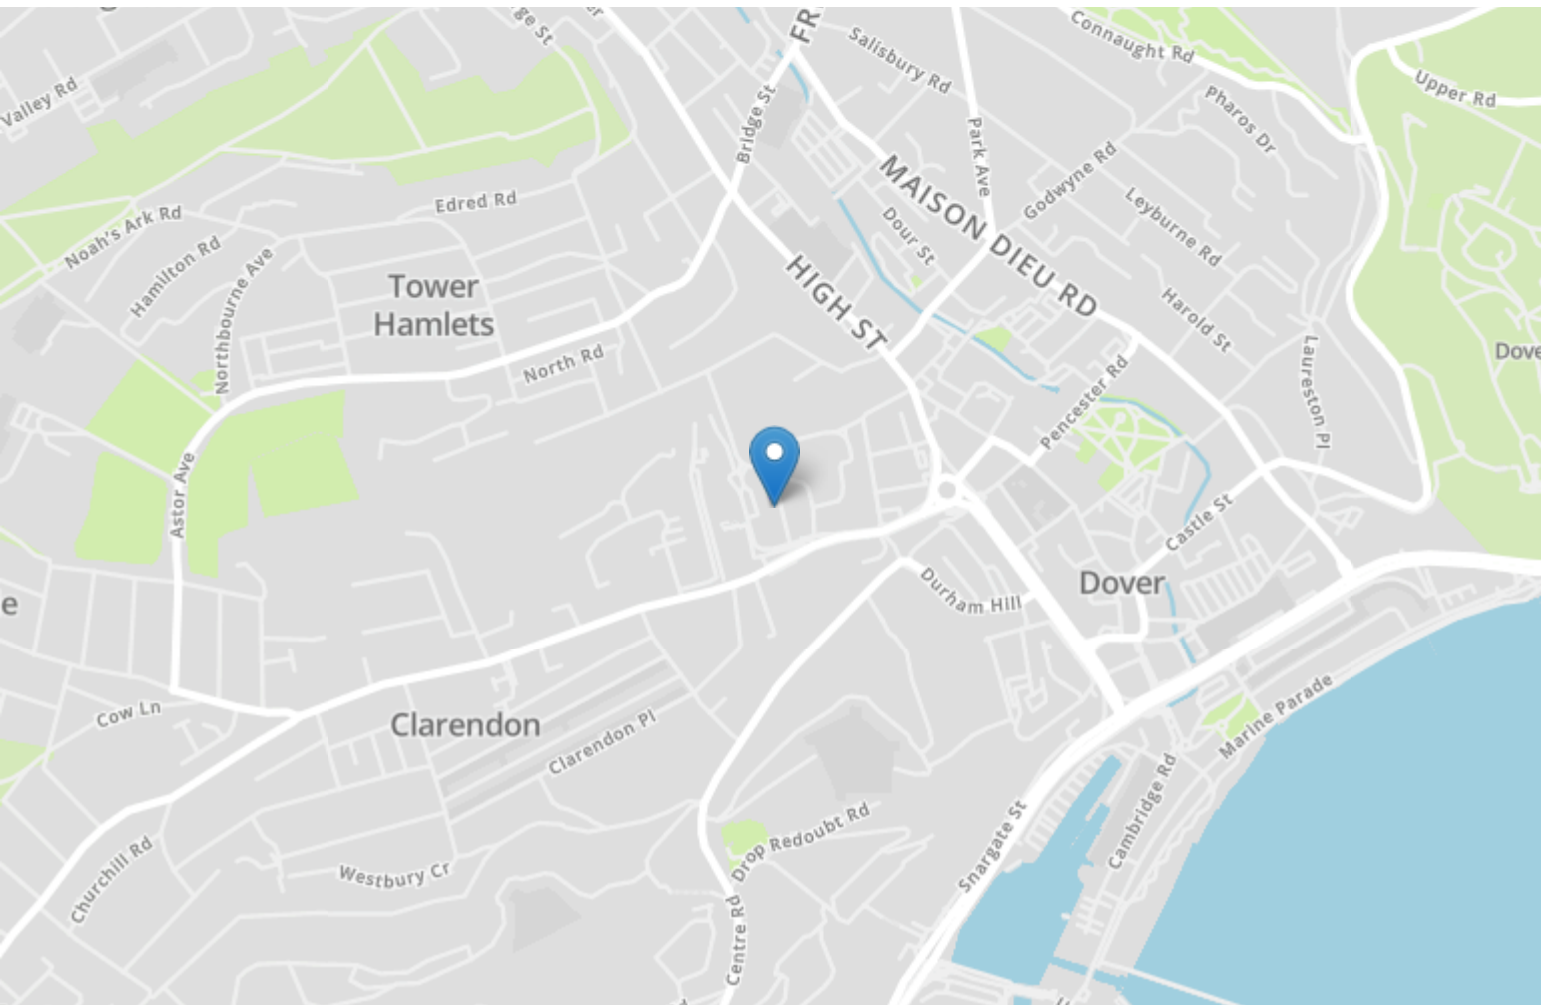 Connaught Rd
Salisbury Rd
FR
Valley Rd
Upper Rd
Pharos Dr
Bridge St
Park Ave
Godwyne Rd
MAISON DIEU RD
Edred Rd
Leyburne Rd
Noah's Ark Rd
Dour St
Hamilton Rd
Northbourne Ave
HIGH ST
Tower
Hamlets
Harold St
Laureston Pl
Dove
North Rd
Pencester Rd
Astor Ave
Castle St
Dover
Durham Hill
e
Cow Ln
Clarendon
Clarendon Pl
Marine Parade
Cambridge Rd
Drop Redoubt Rd
Snargate St
Churchill Rd
Westbury Cr
Centre Rd